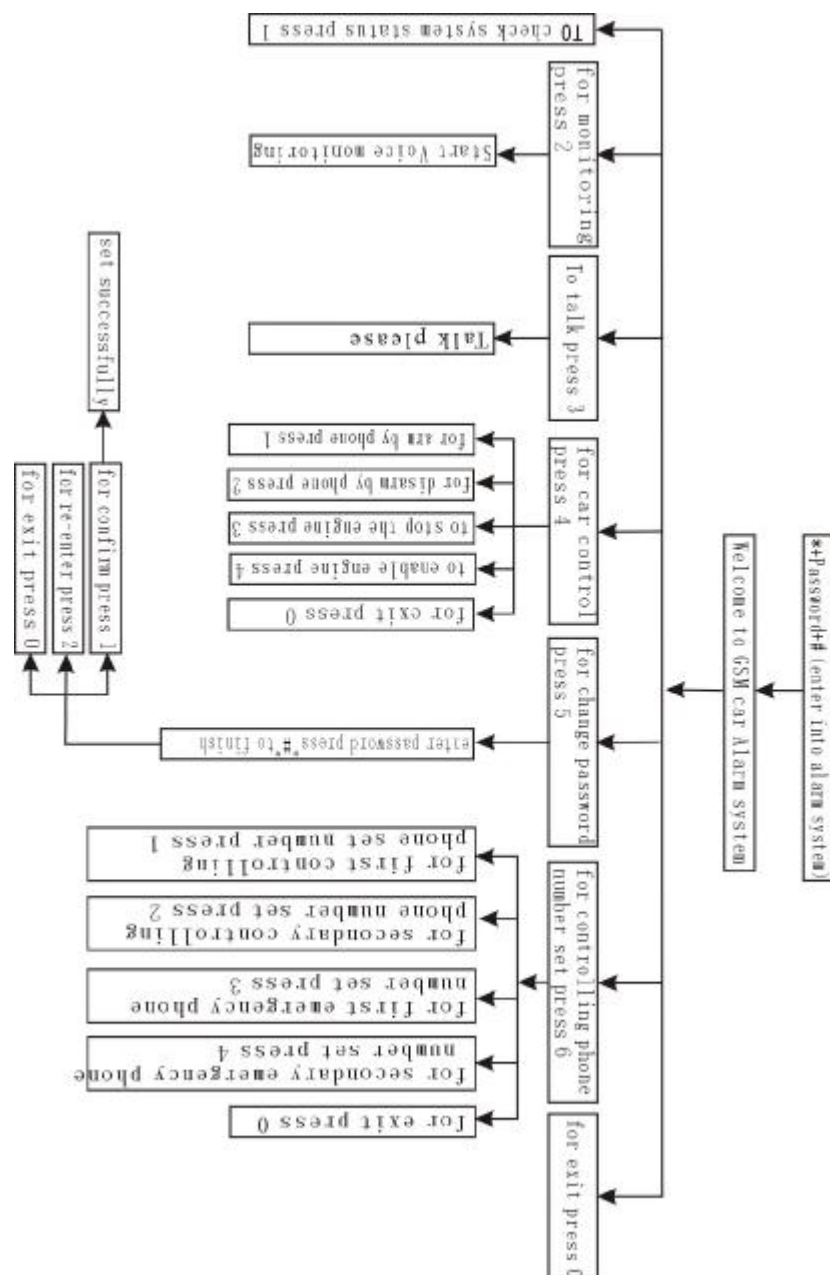 *+Password+# (enter into alarm system)
Welcome to GSM car Alarm system
TO check system status press 1
for monitoring
press 2
Start Voice monitoring
To talk press 3
Talk please
for car control
press 4
for arm by phone press 1
for disarm by phone press 2
to stop the engine press 3
to enable engine press 4
for exit press 0
for change password
press 5
enter password press "#"to finish
for confirm press 1
set successfully
for re-enter press 2
for exit press 0
for controlling phone
number set press 6
for first controlling
phone set number press 1
for secondary controlling
phone number set press 2
for first emergency phone
number set press 3
for secondary emergency phone
number set press 4
for exit press 0
for exit press 0